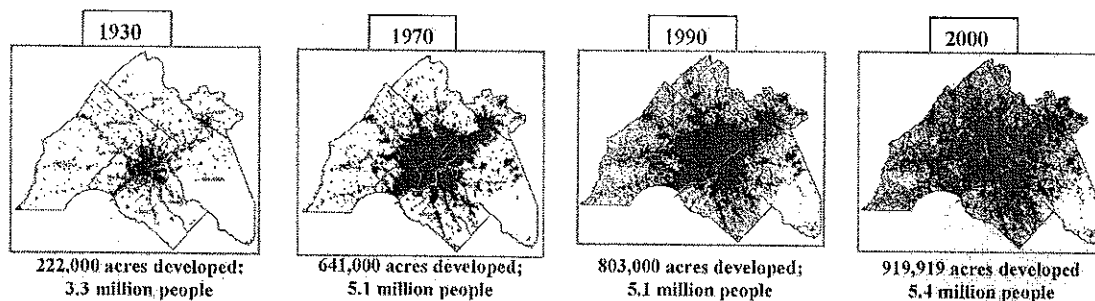 1930
1970
1990
2000
222,000 acres developed;
3.3 million people
641,000 acres developed;
5.1 million people
803,000 acres developed;
5.1 million people
919,919 acres developed
5.4 million people